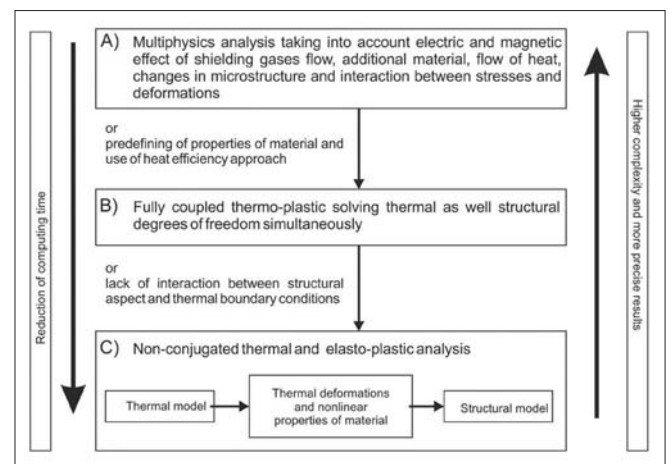 Reduction of computing time
A) Multiphysics analysis taking into account electric and magnetic
effect of shielding gases flow, additional material, flow of heat,
changes in microstructure and interaction between stresses and
deformations
or
predefining of properties of material and
use of heat efficiency approach
B) Fully coupled thermo-plastic solving thermal as well structural
degrees of freedom simultaneously
or
lack of interaction between structural
aspect and thermal boundary conditions
C) Non-conjugated thermal and elasto-plastic analysis
Thermal model
Thermal deformations
and nonlinear
properties of material
Structural model
Higher complexity and more precise results